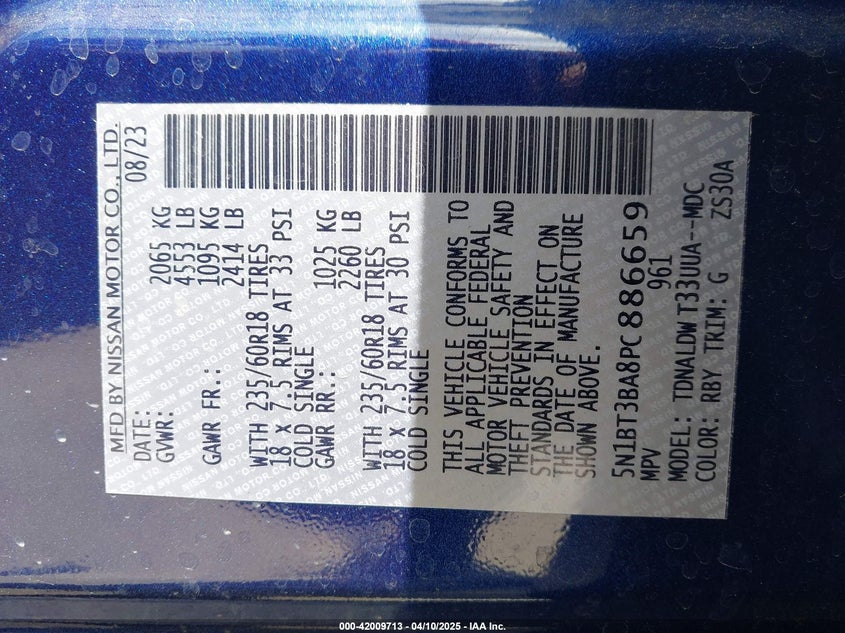 MFD BY NISSAN MOTOR CO., LTD.
DATE: 08/23
GVWR: 2065 KG
4553 LB
GAWR FR.: 1095 KG
2414 LB
WITH 235/60R18 TIRES
18 x 7.5 RIMS AT 33 PSI
COLD SINGLE
GAWR RR.: 1025 KG
2260 LB
WITH 235/60R18 TIRES
18 x 7.5 RIMS AT 30 PSI
COLD SINGLE
THIS VEHICLE CONFORMS TO
ALL APPLICABLE FEDERAL
MOTOR VEHICLE SAFETY AND
THEFT PREVENTION
STANDARDS IN EFFECT ON
THE DATE OF MANUFACTURE
SHOWN ABOVE.
5N1BT3BA8PC886659
MPV 961
MODEL: TDNALDW T33UUA--MDC
COLOR: RBY TRIM: G ZS30A
000-42009713 - 04/10/2025 - IAA Inc.